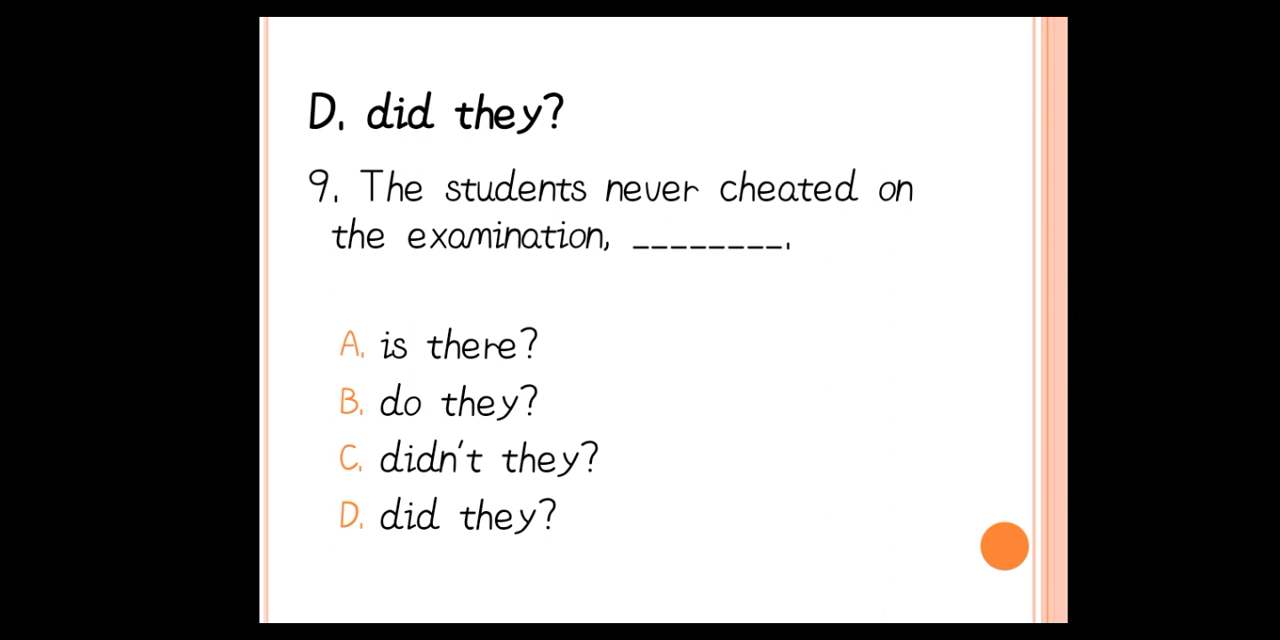 D. did they?
9. The students never cheated on
the examination, ________.
A. is there?
B. do they?
C. didn't they?
D. did they?